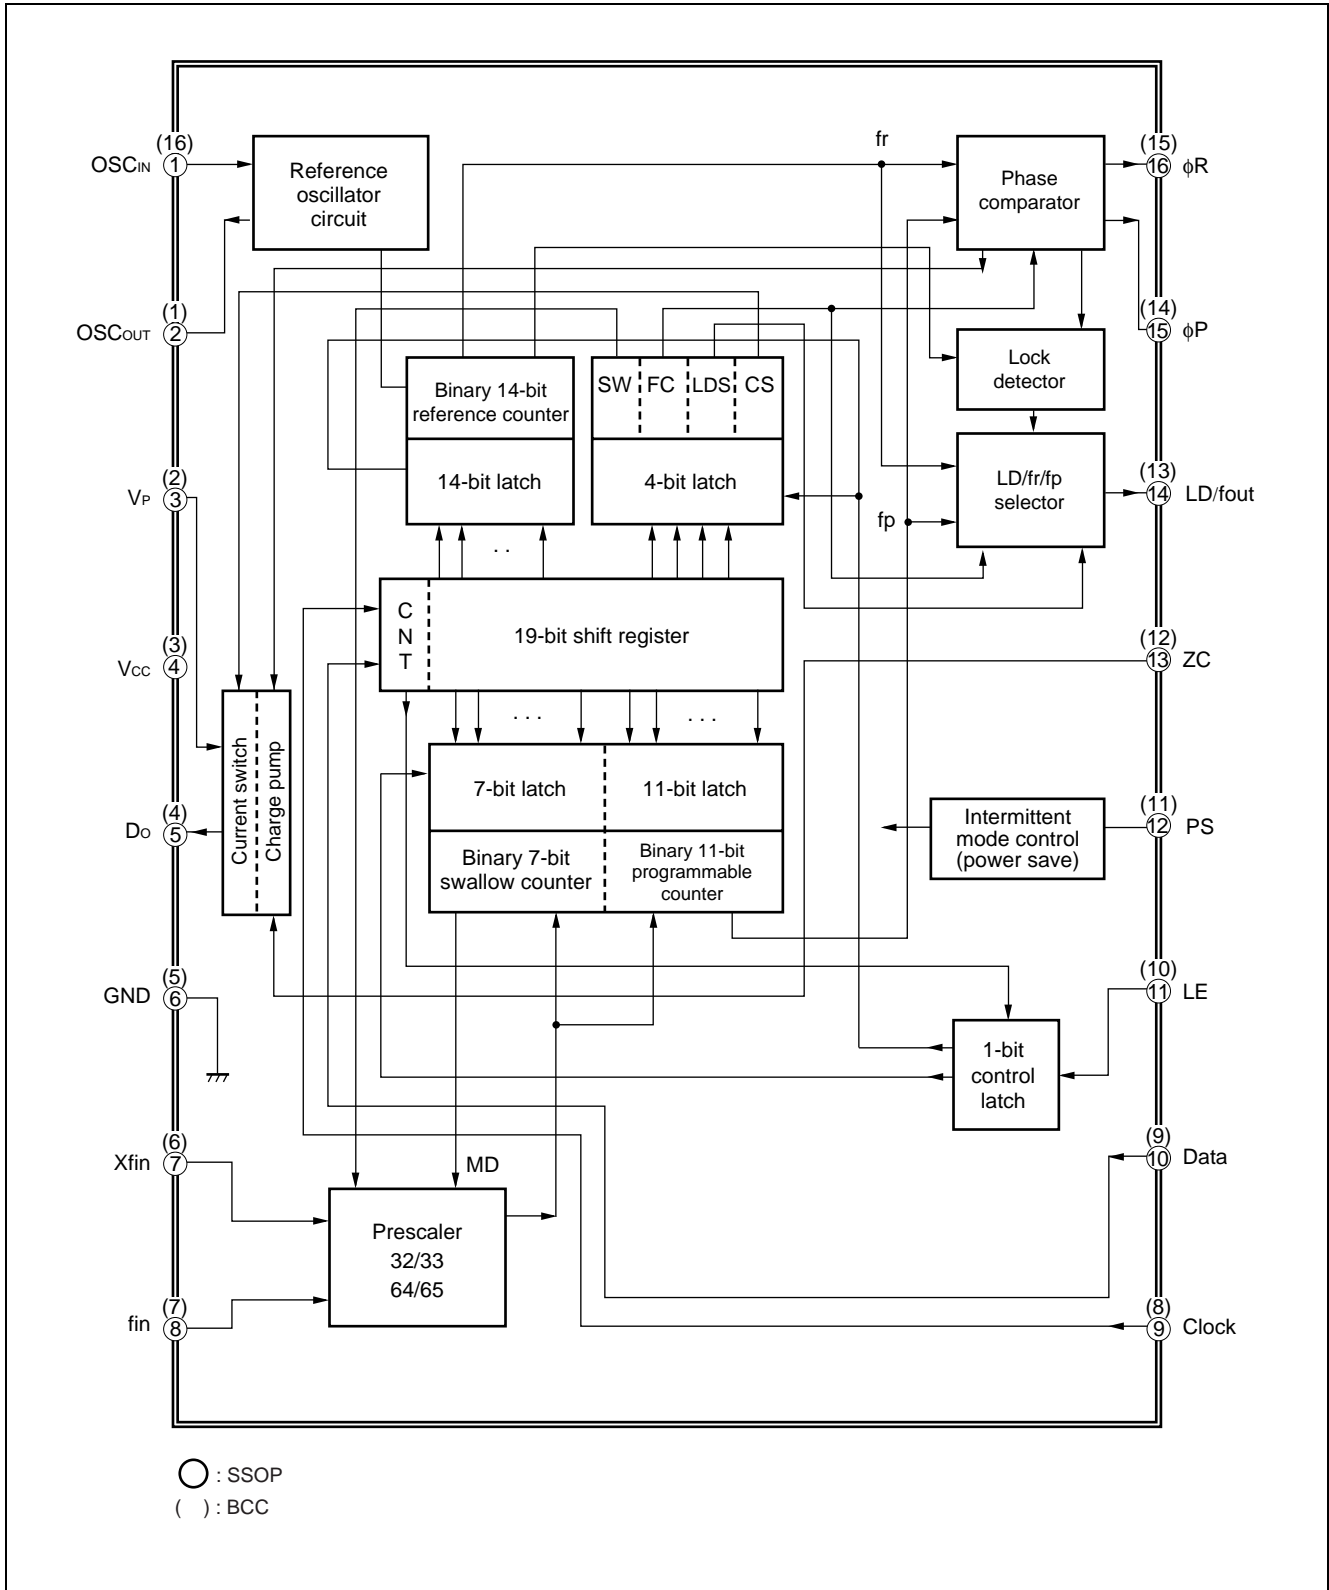 (16)
OSCIN 1
Reference
oscillator
circuit
fr
Phase
comparator
(15)
16 ϕR
(1)
OSCOUT 2
(14)
15 ϕP
Lock
detector
Binary 14-bit
reference counter
SW FC LDS CS
14-bit latch
4-bit latch
LD/fr/fp
selector
fp
(2)
VP 3
(13)
14 LD/fout
. .
C
N
T
19-bit shift register
(3)
VCC 4
(12)
13 ZC
. . .
. . .
Current switch
Charge pump
7-bit latch
11-bit latch
Binary 7-bit
swallow counter
Binary 11-bit
programmable
counter
(4)
DO 5
Intermittent
mode control
(power save)
(11)
12 PS
(5)
GND 6
(10)
11 LE
1-bit
control
latch
(6)
Xfin 7
MD
(9)
10 Data
Prescaler
32/33
64/65
(7)
fin 8
(8)
9 Clock
: SSOP
( ) : BCC